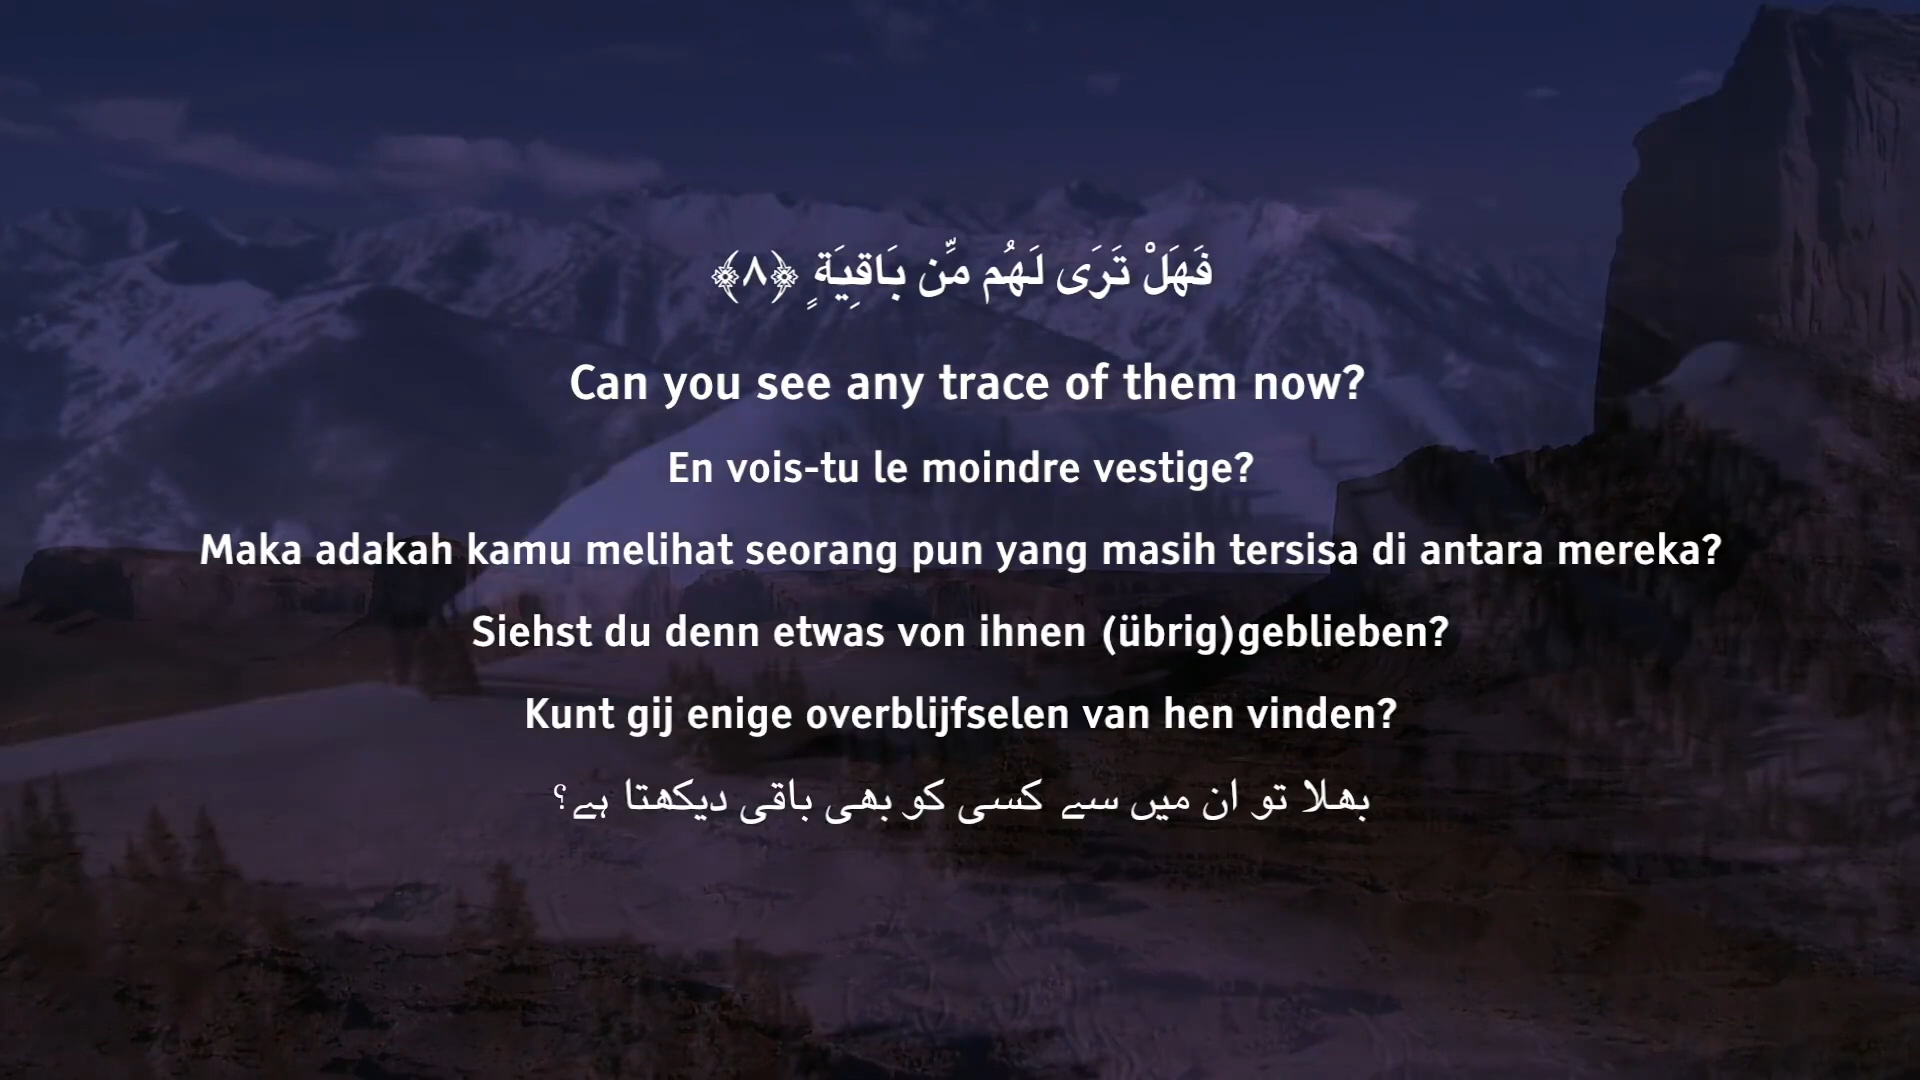 فَهَلْ تَرَى لَهُم مِّن بَاقِيَةٍ ﴿٨﴾
Can you see any trace of them now?
En vois-tu le moindre vestige?
Maka adakah kamu melihat seorang pun yang masih tersisa di antara mereka?
Siehst du denn etwas von ihnen (übrig)geblieben?
Kunt gij enige overblijfselen van hen vinden?
بھلا تو ان میں سے کسی کو بھی باقی دیکھتا ہے؟